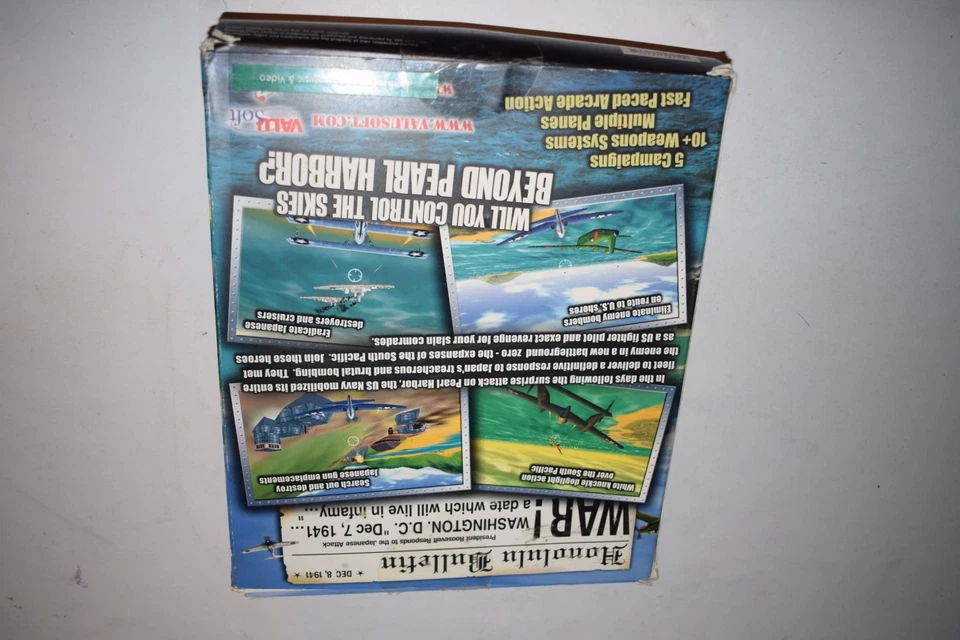 Honolulu Bulletin
★ DEC. 8, 1941 ★
President Roosevelt Responds to the Japanese Attack
WAR!
WASHINGTON. D.C. "Dec 7, 1941...
a date which will live in infamy..."
White knuckle dogfight action
over the South Pacific
Search out and destroy
Japanese gun emplacements
In the days following the surprise attack on Pearl Harbor, the US Navy mobilized its entire
fleet to deliver a definitive response to Japan's treacherous and brutal bombing. They met
the enemy in a new battleground zero - the expanses of the South Pacific. Join these heroes
as a US fighter pilot and exact revenge for your slain comrades.
Eliminate enemy bombers
en route to U.S. shores
Eradicate Japanese
destroyers and cruisers
WILL YOU CONTROL THE SKIES
BEYOND PEARL HARBOR?
5 Campaigns
10+ Weapons Systems
Multiple Planes
Fast Paced Arcade Action
WWW.VALUSOFT.COM
VALU
Soft
& Video